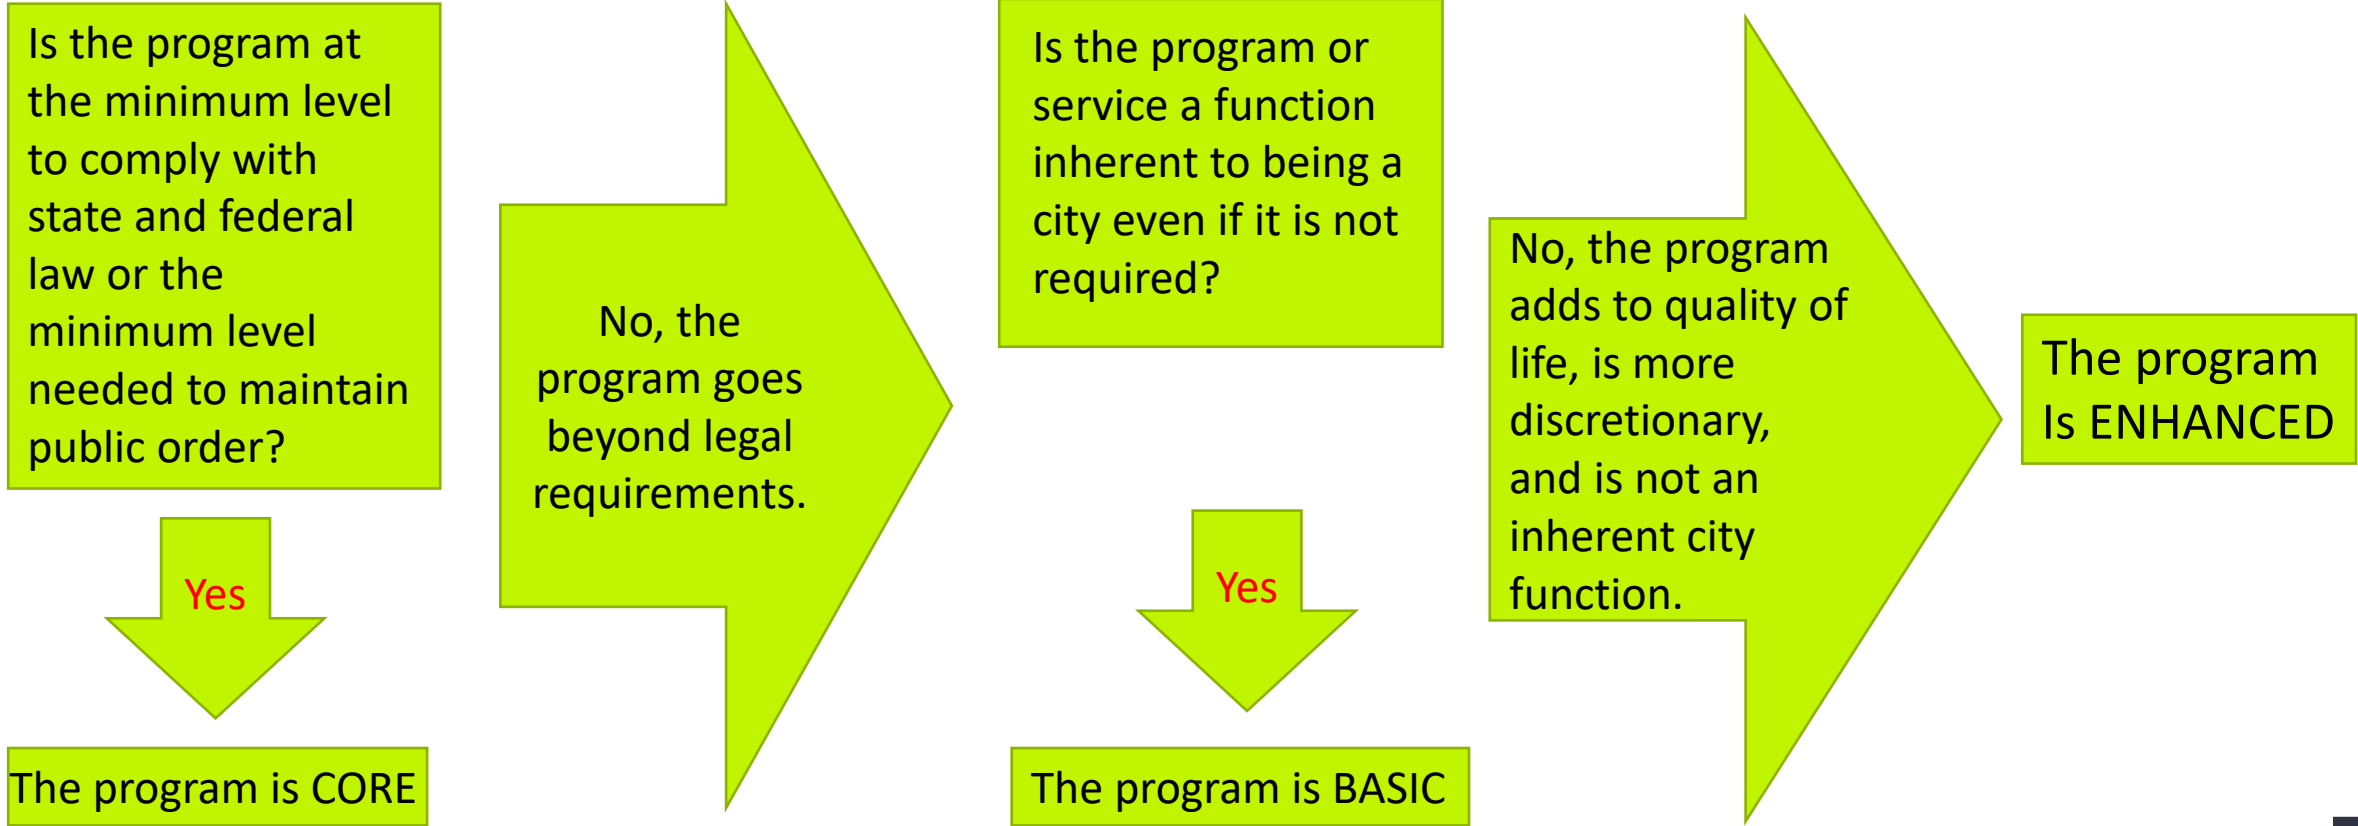 Is the program at
the minimum level
to comply with
state and federal
law or the
minimum level
needed to maintain
public order?
Yes
The program is CORE
No, the
program goes
beyond legal
requirements.
Is the program or
service a function
inherent to being a
city even if it is not
required?
Yes
The program is BASIC
No, the program
adds to quality of
life, is more
discretionary,
and is not an
inherent city
function.
The program
Is ENHANCED